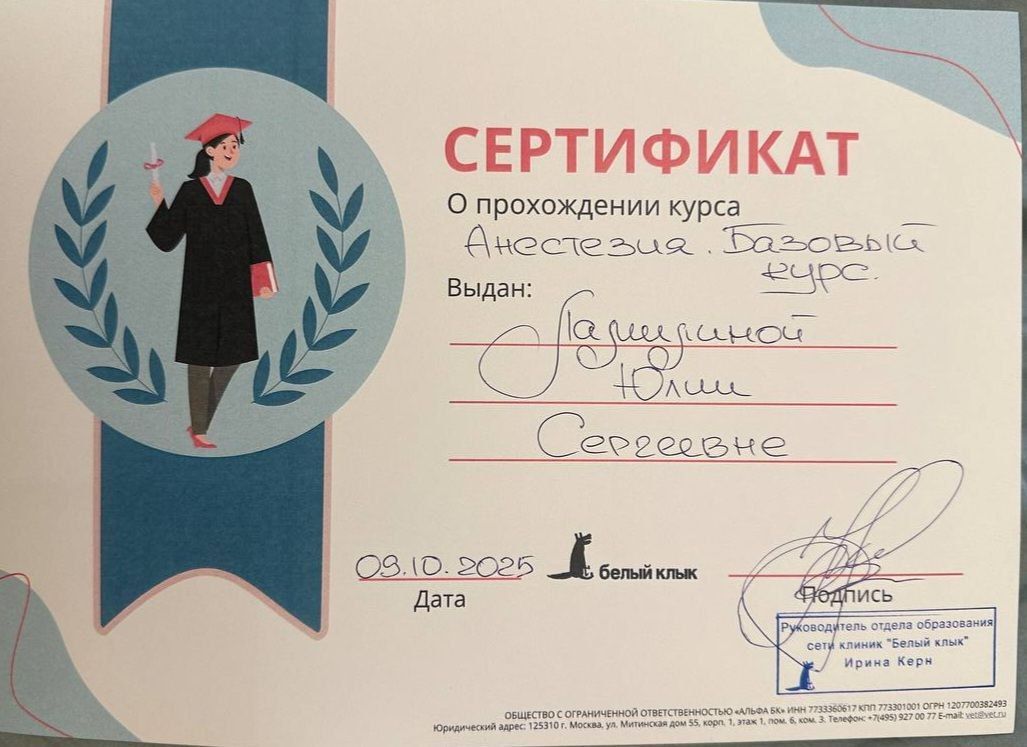 СЕРТИФИКАТ
О прохождении курса
Анестезия. Базовый
курс.
Выдан:
Юлии
Сергеевне
09.10.2025
белый клык
Дата
Подпись
Руководитель отдела образования
сети клиник "Белый клык"
Ирина Керн
ОБЩЕСТВО С ОГРАНИЧЕННОЙ ОТВЕТСТВЕННОСТЬЮ «АЛЬФА БК» ИНН 7733360617 КПП 773301001 ОГРН 1207700382493
Юридический адрес: 125310 г. Москва, ул. Митинская дом 55, корп. 1, этаж 1, пом. 6, ком. 3. Телефон: +7(495) 927 00 77 E-mail: vet@vet.ru